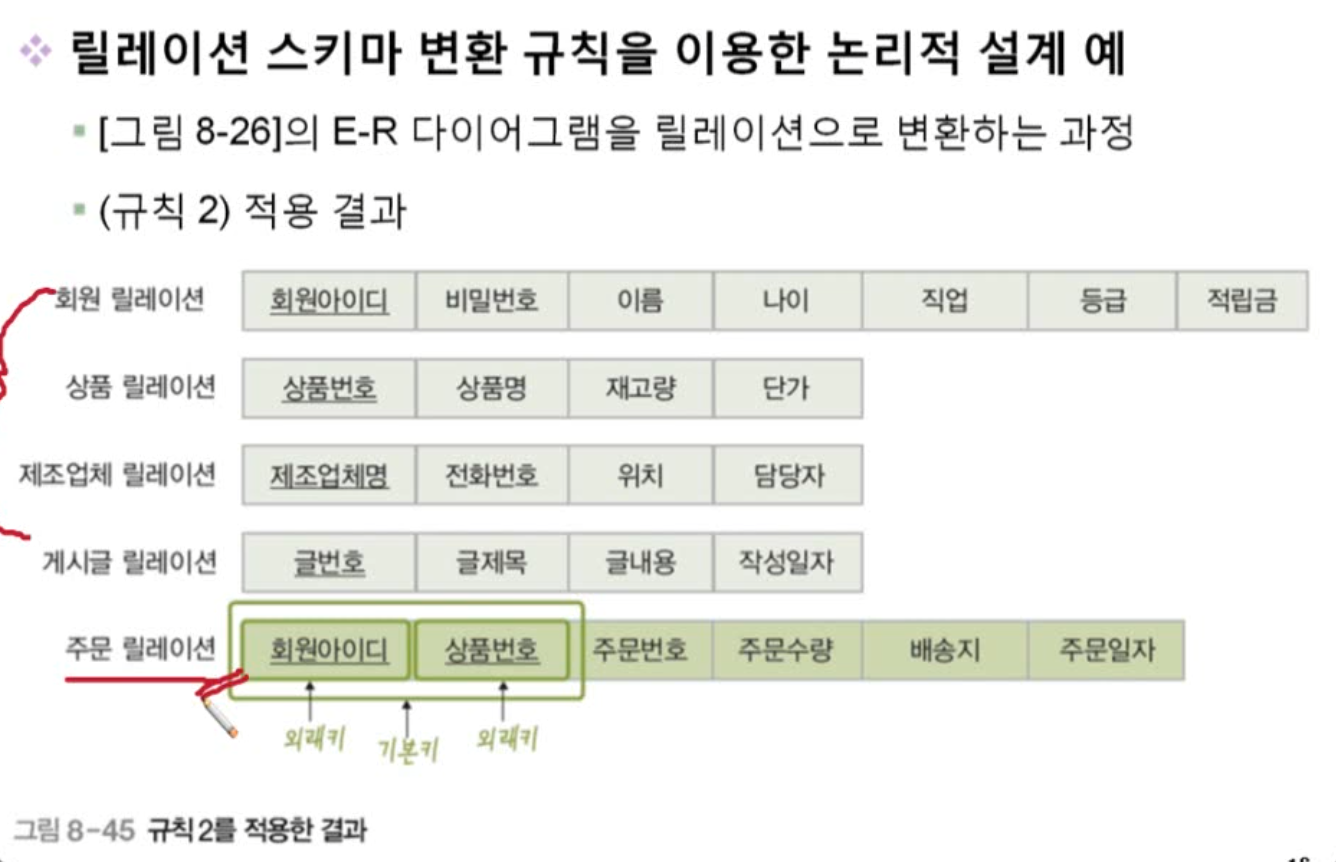 릴레이션 스키마 변환 규칙을 이용한 논리적 설계 예
[그림 8-26]의 E-R 다이어그램을 릴레이션으로 변환하는 과정
(규칙 2) 적용 결과
회원 릴레이션 회원아이디 비밀번호 이름 나이 직업 등급 적립금
상품 릴레이션 상품번호 상품명 재고량 단가
제조업체 릴레이션 제조업체명 전화번호 위치 담당자
게시글 릴레이션 글번호 글제목 글내용 작성일자
주문 릴레이션 회원아이디 상품번호 주문번호 주문수량 배송지 주문일자
외래키 기본키 외래키
그림 8-45 규칙 2를 적용한 결과